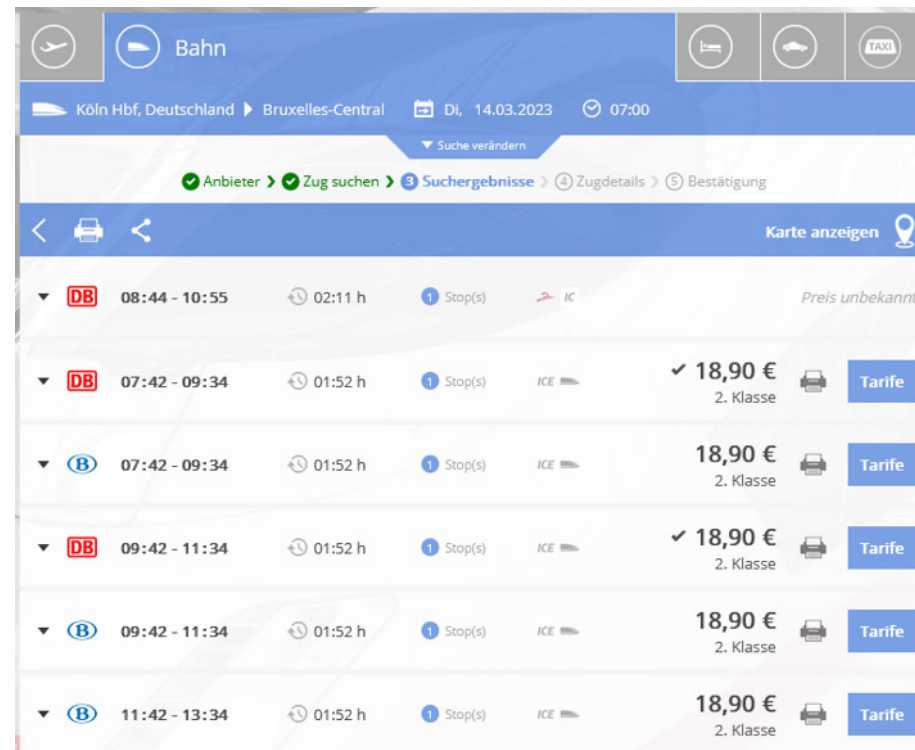 Bahn
TAXI
Köln Hbf, Deutschland Bruxelles-Central Di, 14.03.2023 07:00
Suche verändern
Anbieter Zug suchen 3 Suchergebnisse 4 Zugdetails 5 Bestätigung
Karte anzeigen
DB 08:44 - 10:55 02:11 h 1 Stop(s) IC Preis unbekannt
DB 07:42 - 09:34 01:52 h 1 Stop(s) ICE 18,90 € Tarife
2. Klasse
B 07:42 - 09:34 01:52 h 1 Stop(s) ICE 18,90 € Tarife
2. Klasse
DB 09:42 - 11:34 01:52 h 1 Stop(s) ICE 18,90 € Tarife
2. Klasse
B 09:42 - 11:34 01:52 h 1 Stop(s) ICE 18,90 € Tarife
2. Klasse
B 11:42 - 13:34 01:52 h 1 Stop(s) ICE 18,90 € Tarife
2. Klasse